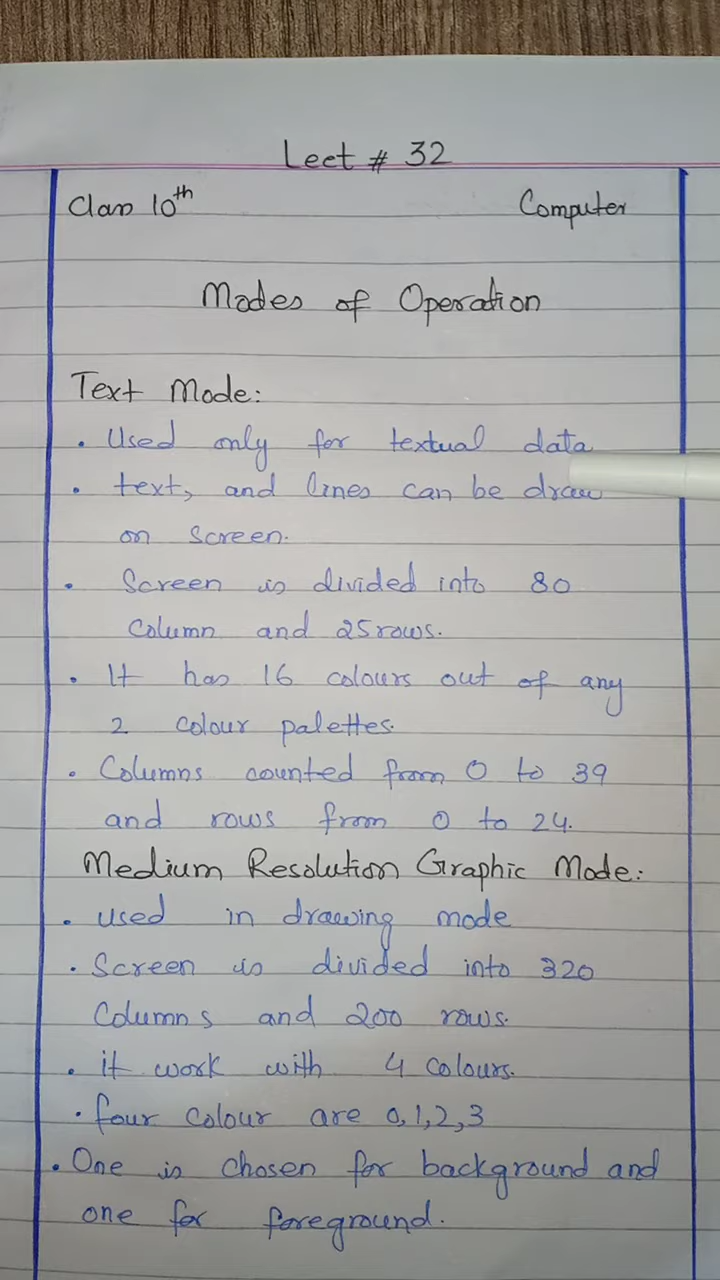 Lect # 32
Class 10th
Computer
Modes of Operation
Text Mode:
. Used only for textual data
. text, and lines can be draw
on screen.
. Screen is divided into 80
column and 25 rows.
. It has 16 colours out of any
2 colour palettes.
. Columns counted from 0 to 39
and rows from 0 to 24.
Medium Resolution Graphic Mode:
. used in drawing mode
. Screen is divided into 320
Columns and 200 rows.
. it work with 4 colours.
. four colour are 0,1,2,3
. One is chosen for background and
one for foreground.